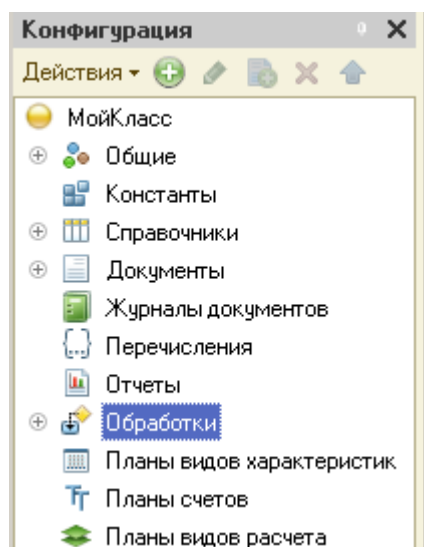 Конфигурация
Действия
МойКласс
Общие
Константы
Справочники
Документы
Журналы документов
Перечисления
Отчеты
Обработки
Планы видов характеристик
Планы счетов
Планы видов расчета